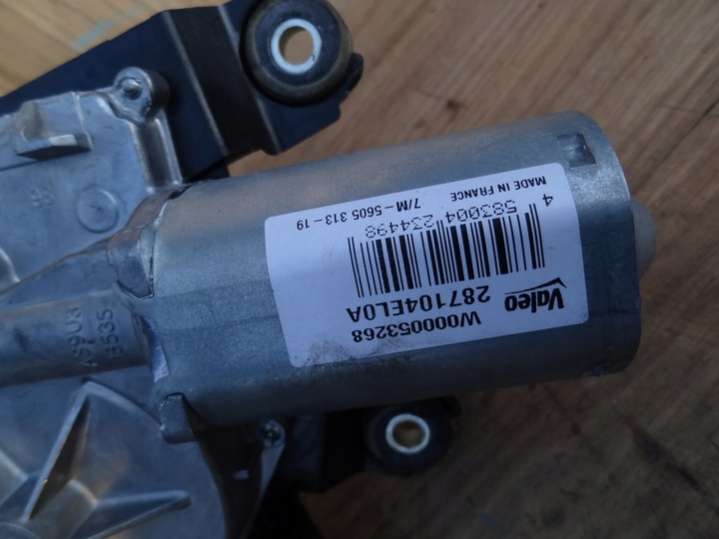 W000053268
287104EL0A
Valeo
4 583004 234498
7/M-5605 313-19
MADE IN FRANCE